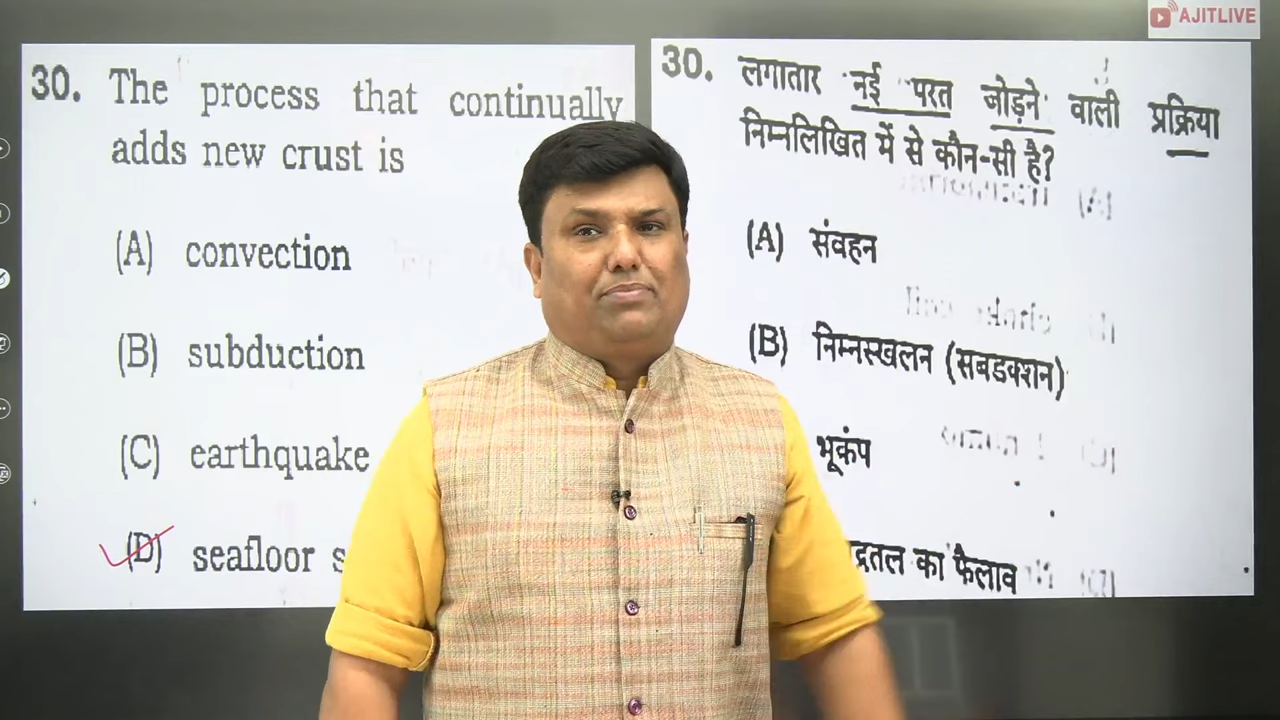 AJITLIVE
30. The process that continually
adds new crust is
(A) convection
(B) subduction
(C) earthquake
(D) seafloor s
30. लगातार नई परत जोड़ने वाली प्रक्रिया
निम्नलिखित में से कौन-सी है?
(A) संवहन
(B) निम्नस्खलन (सबडक्शन)
भूकंप
द्रतल का फैलाव